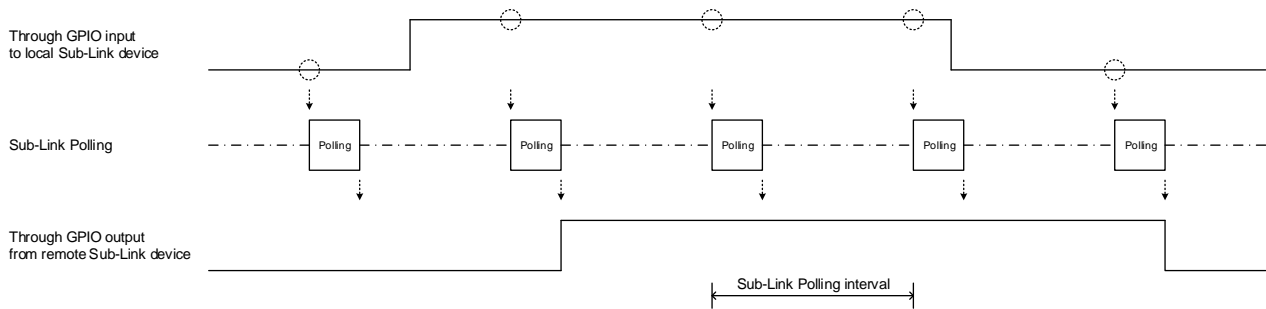 Through GPIO input
to local Sub-Link device
Sub-Link Polling
Polling
Polling
Polling
Polling
Polling
Through GPIO output
from remote Sub-Link device
Sub-Link Polling interval